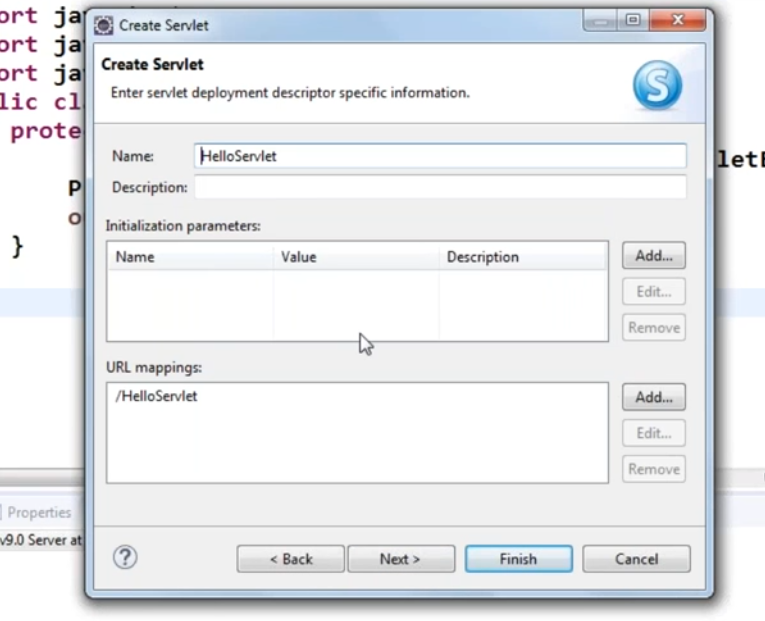 ort ja
ort ja
ort ja
lic cl
prote
letE
P
o
}
Create Servlet
Create Servlet
Enter servlet deployment descriptor specific information.
S
Name: HelloServlet
Description:
Initialization parameters:
Name Value Description
Add...
Edit...
Remove
URL mappings:
/HelloServlet
Add...
Edit...
Remove
Properties
v9.0 Server at
?
< Back Next > Finish Cancel